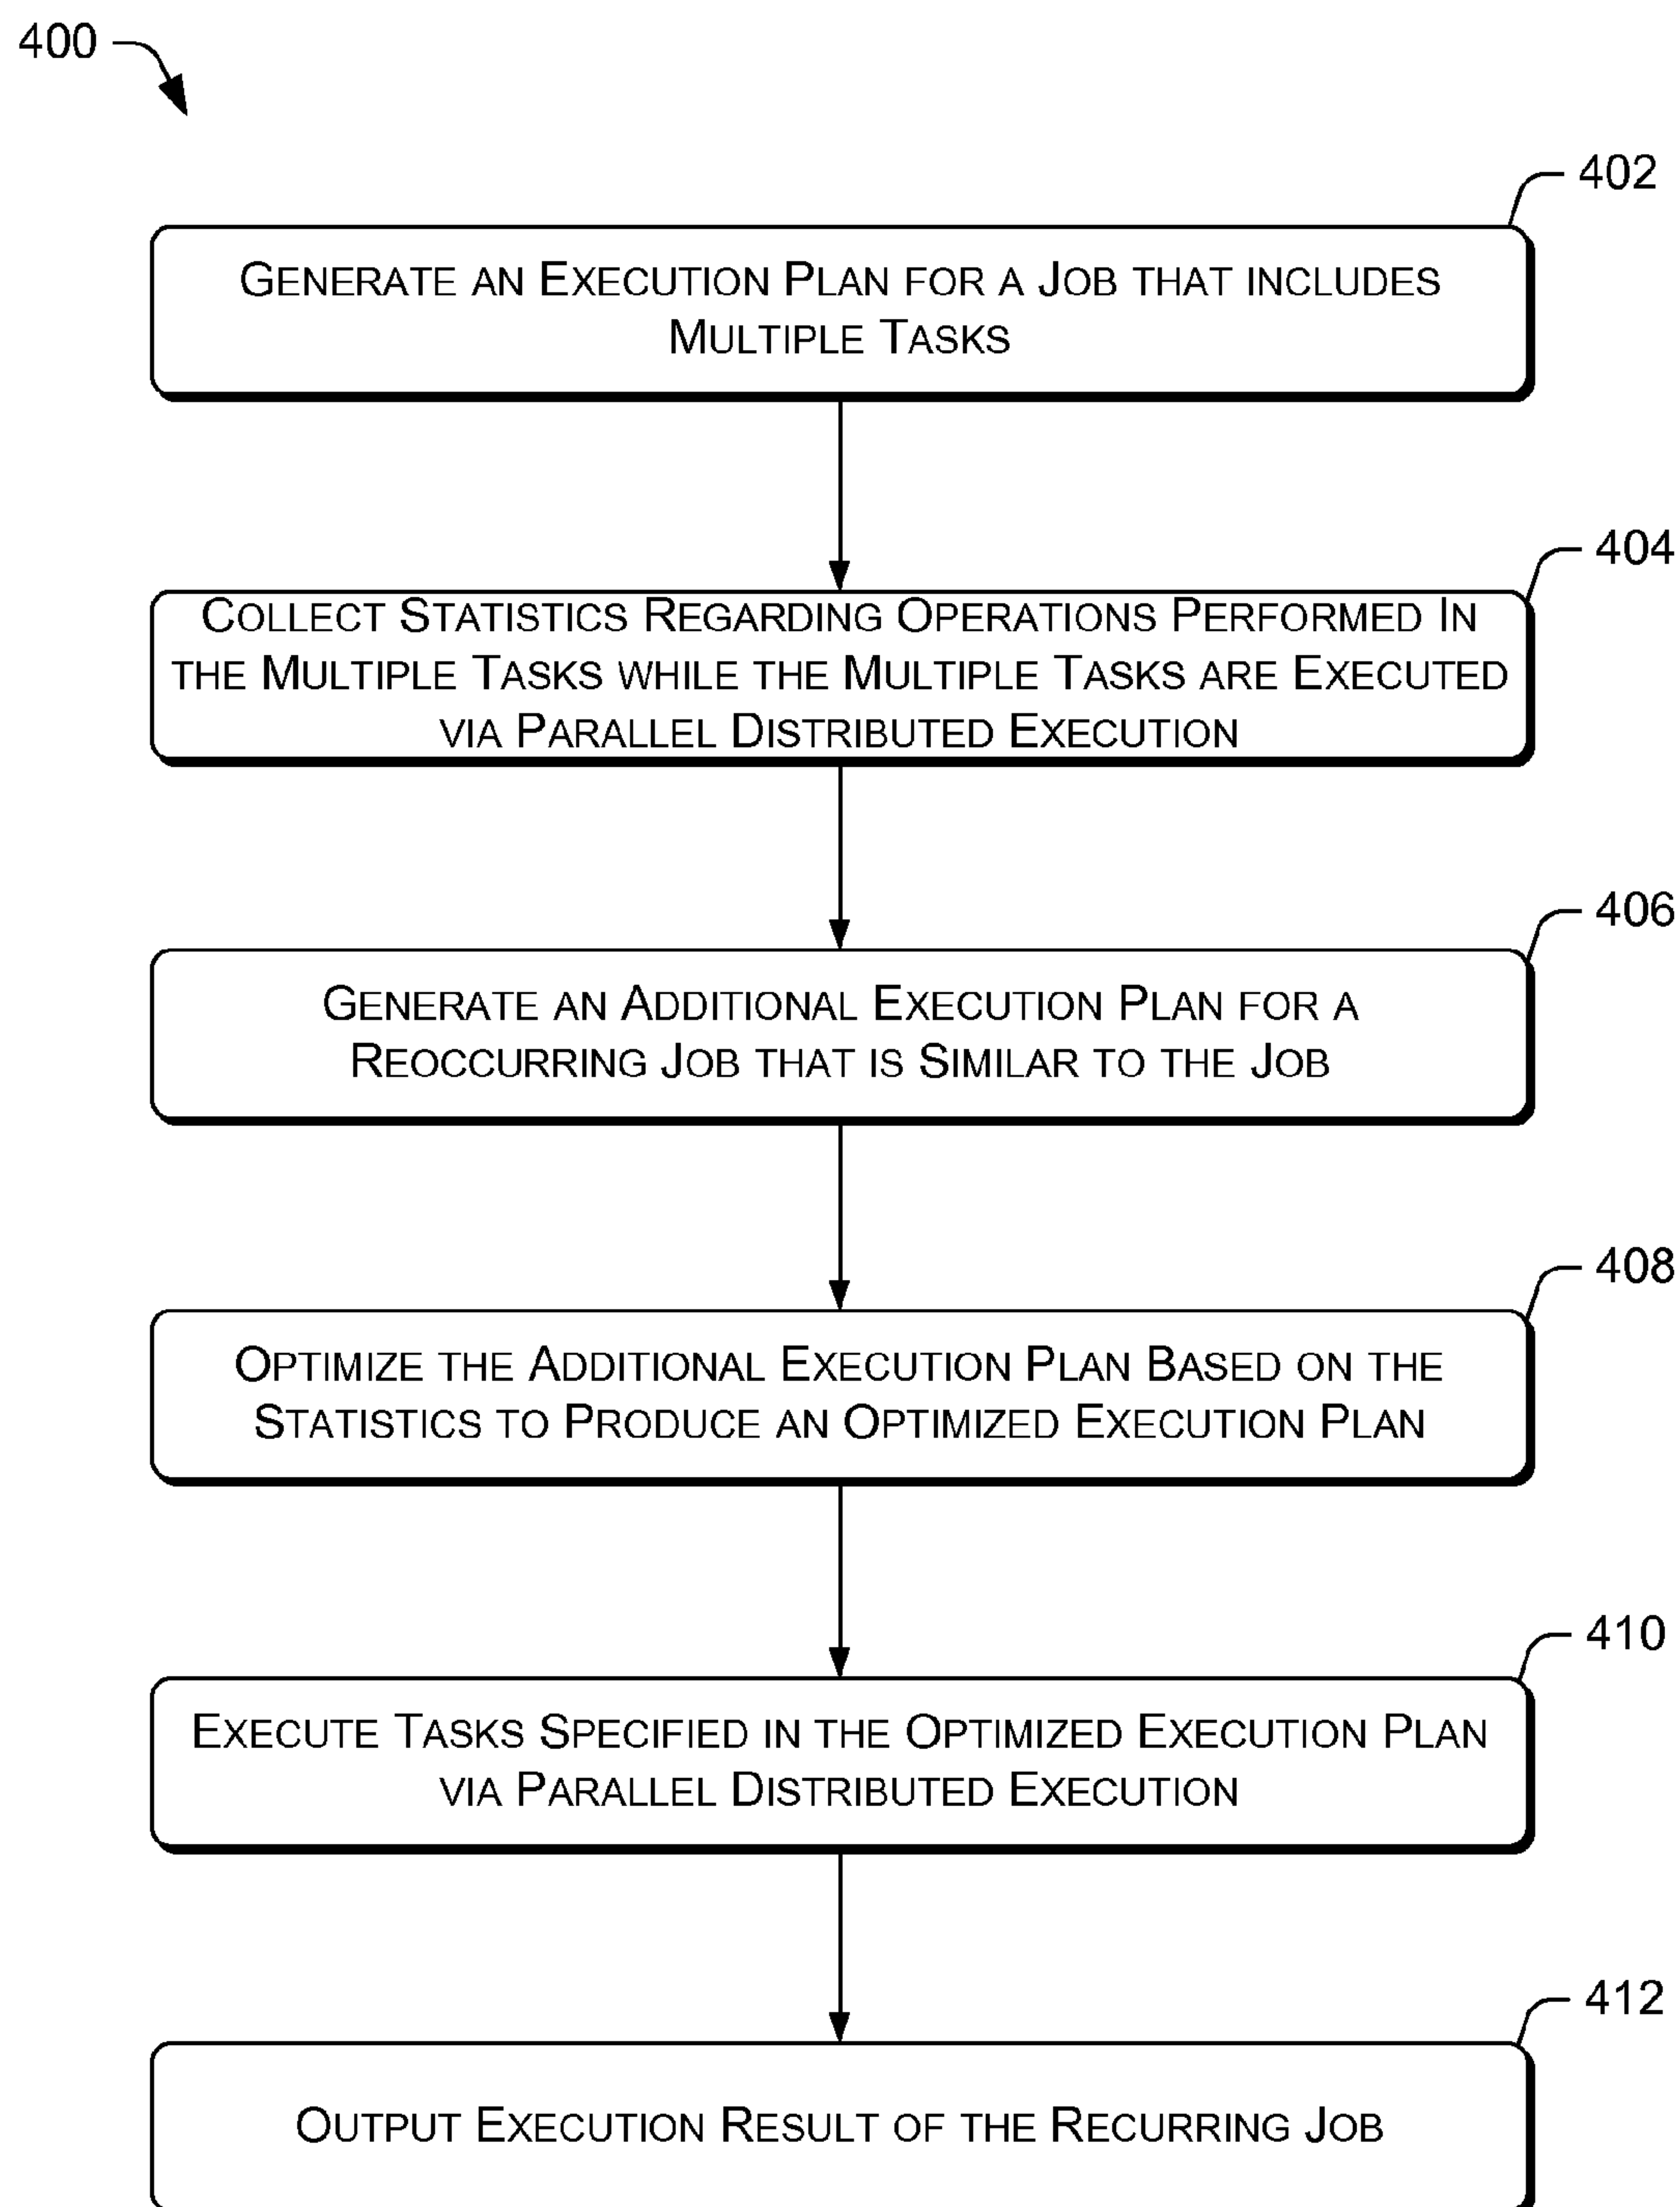 400
402
GENERATE AN EXECUTION PLAN FOR A JOB THAT INCLUDES
MULTIPLE TASKS
404
COLLECT STATISTICS REGARDING OPERATIONS PERFORMED IN
THE MULTIPLE TASKS WHILE THE MULTIPLE TASKS ARE EXECUTED
VIA PARALLEL DISTRIBUTED EXECUTION
406
GENERATE AN ADDITIONAL EXECUTION PLAN FOR A
REOCCURRING JOB THAT IS SIMILAR TO THE JOB
408
OPTIMIZE THE ADDITIONAL EXECUTION PLAN BASED ON THE
STATISTICS TO PRODUCE AN OPTIMIZED EXECUTION PLAN
410
EXECUTE TASKS SPECIFIED IN THE OPTIMIZED EXECUTION PLAN
VIA PARALLEL DISTRIBUTED EXECUTION
412
OUTPUT EXECUTION RESULT OF THE RECURRING JOB